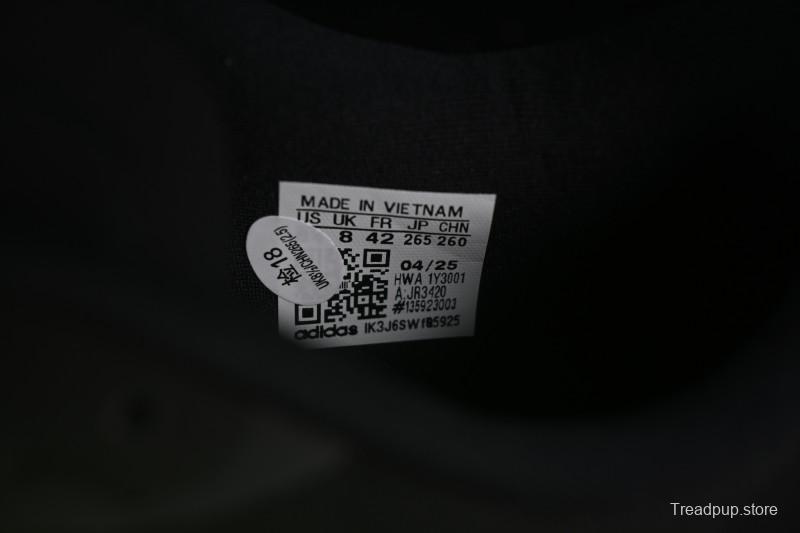 MADE IN VIETNAM
US UK FR JP CHN
8 42 265 260
04/25
HWA 1Y3001
A:JR3420
#135923003
adidas IK3J6SWf85925
检18
Treadpup.store